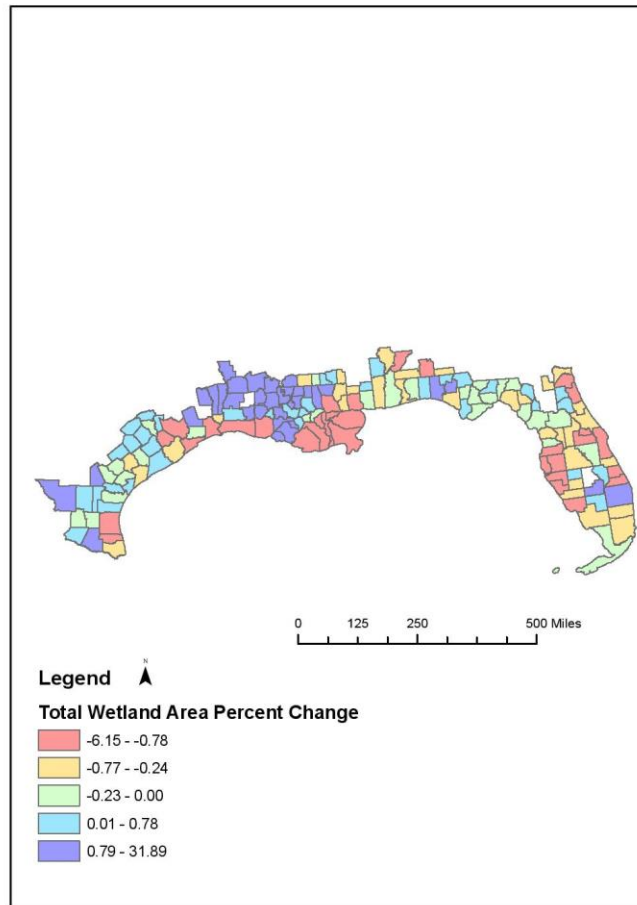 0 125 250 500 Miles
N
Legend
Total Wetland Area Percent Change
-6.15 - -0.78
-0.77 - -0.24
-0.23 - 0.00
0.01 - 0.78
0.79 - 31.89